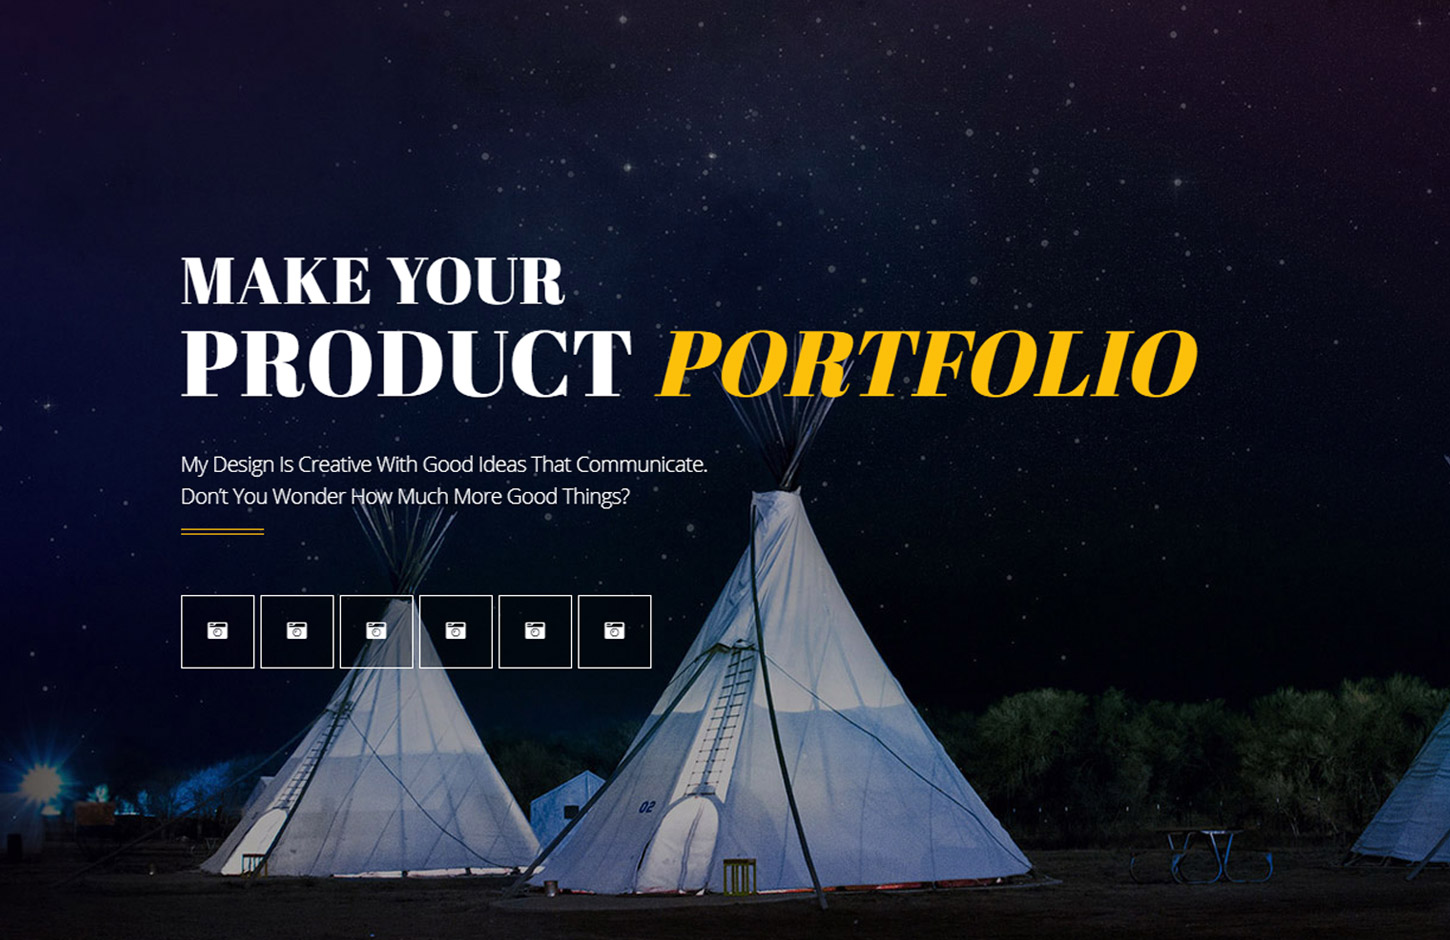 MAKE YOUR
PRODUCT PORTFOLIO
My Design Is Creative With Good Ideas That Communicate.
Don't You Wonder How Much More Good Things?
02